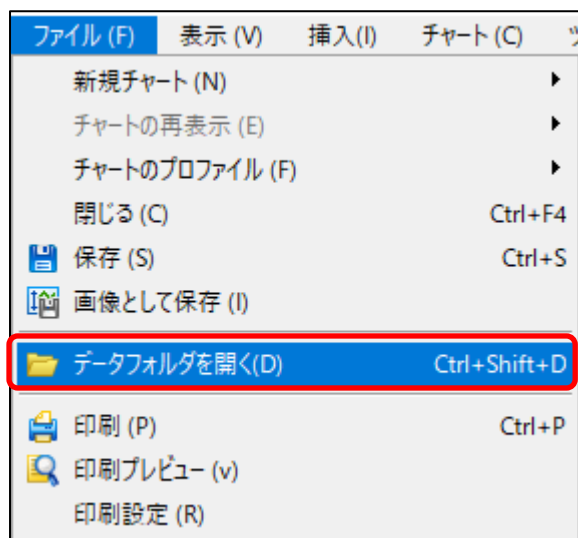 ファイル (F) 表示 (V) 挿入(I) チャート (C)
新規チャート (N)
チャートの再表示 (E)
チャートのプロファイル (F)
閉じる (C) Ctrl+F4
保存 (S) Ctrl+S
画像として保存 (I)
データフォルダを開く(D) Ctrl+Shift+D
印刷 (P) Ctrl+P
印刷プレビュー (v)
印刷設定 (R)